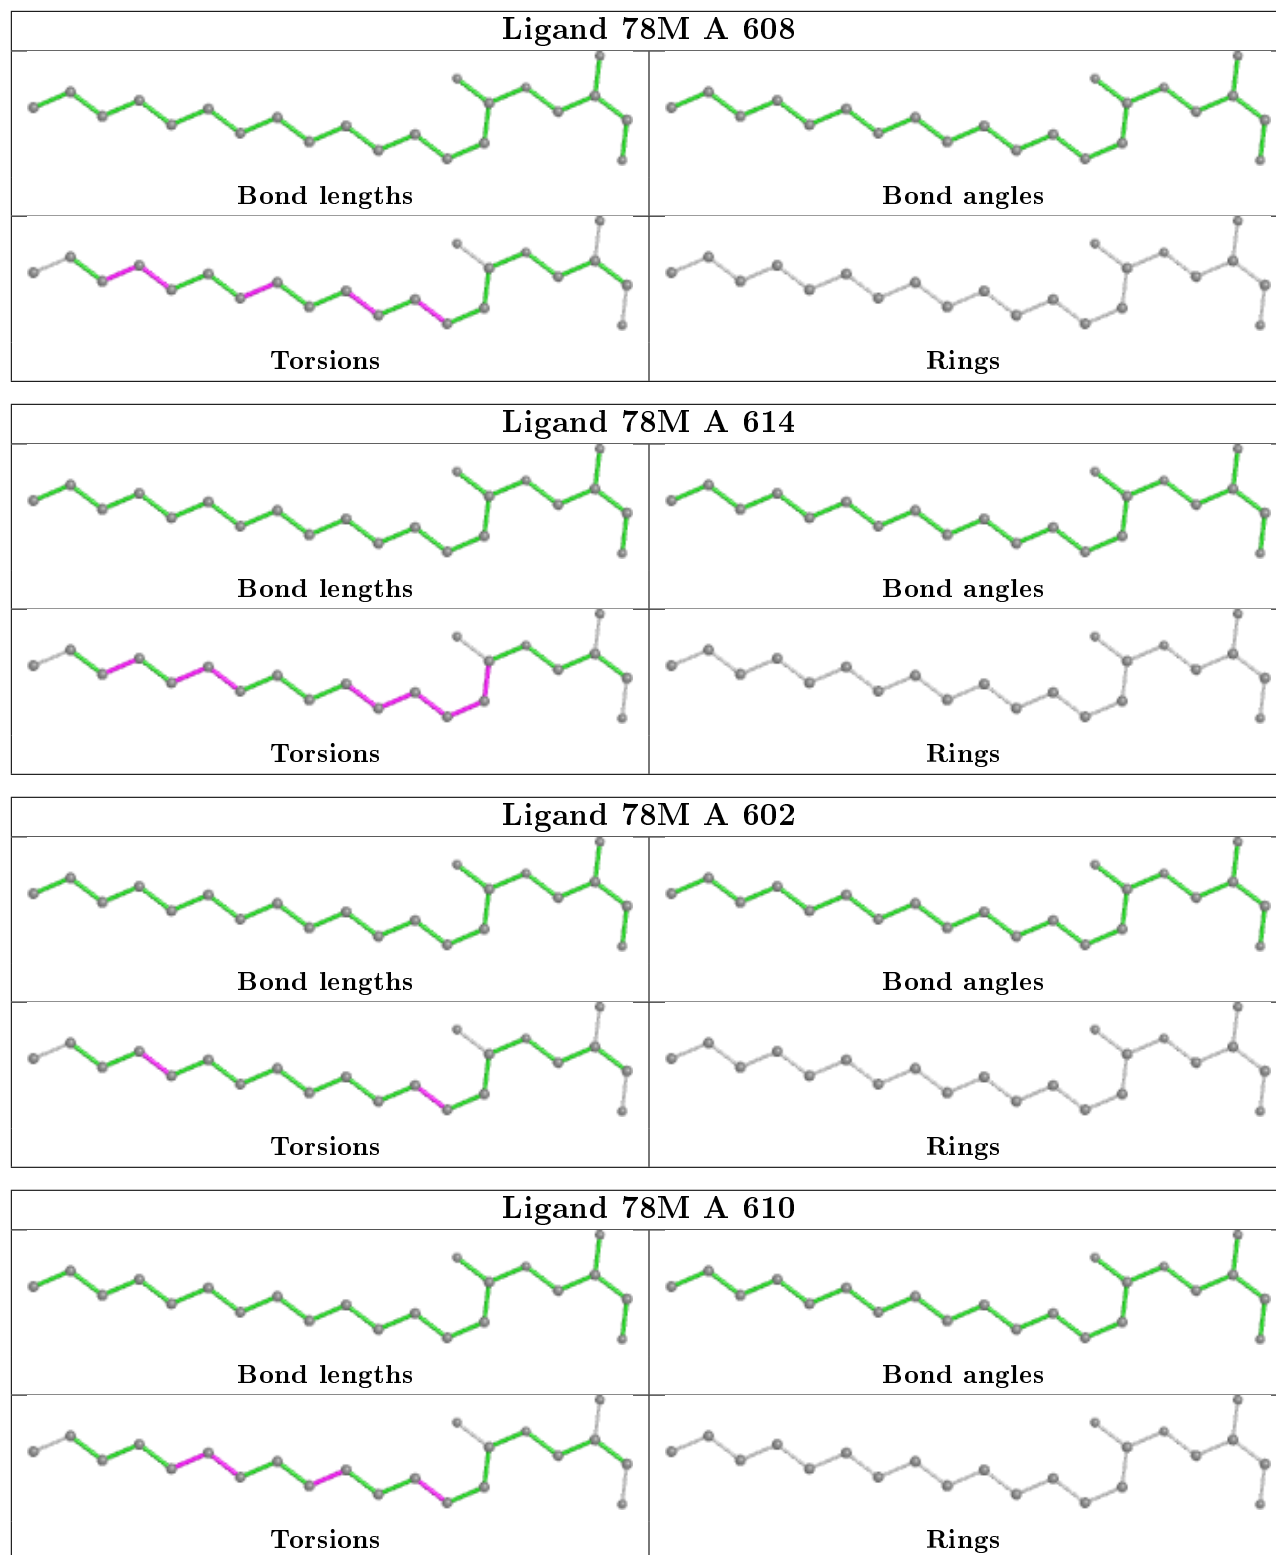 Ligand 78M A 608
Bond lengths
Bond angles
Torsions
Rings
Ligand 78M A 614
Bond lengths
Bond angles
Torsions
Rings
Ligand 78M A 602
Bond lengths
Bond angles
Torsions
Rings
Ligand 78M A 610
Bond lengths
Bond angles
Torsions
Rings